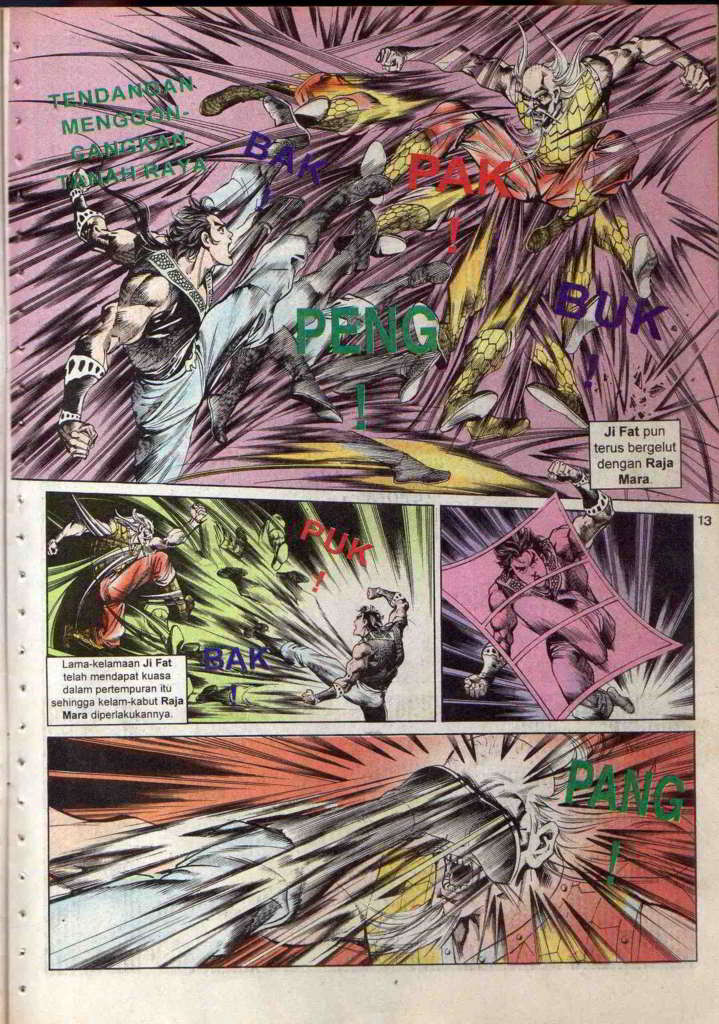 TENDANGAN
MENGGON-
CANGKAN
TANAH RAYA
BAK
!
PAK
!
PENG
!
BUK
!
Ji Fat pun
terus bergelut
dengan Raja
Mara.
13
PUK
!
BAK
!
Lama-kelamaan Ji Fat
telah mendapat kuasa
dalam pertempuran itu
sehingga kelam-kabut Raja
Mara diperlakukannya.
PANG
!